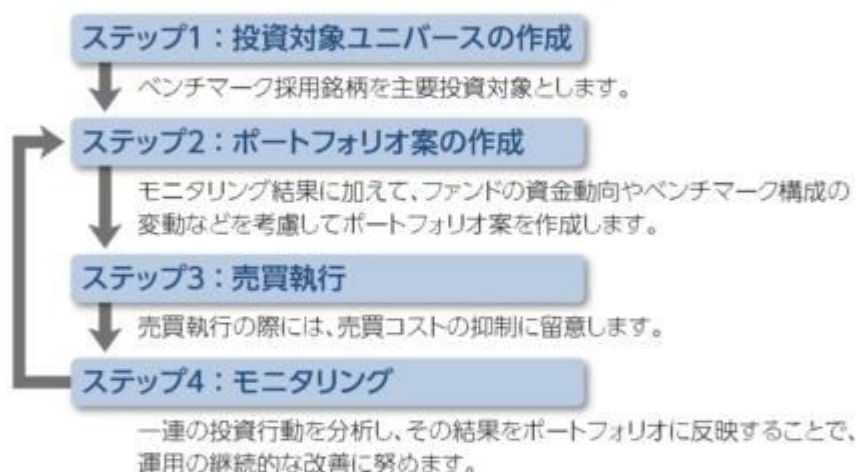 ステップ1：投資対象ユニバースの作成
ベンチマーク採用銘柄を主要投資対象とします。
ステップ2：ポートフォリオ案の作成
モニタリング結果に加えて、ファンドの資金動向やベンチマーク構成の
変動などを考慮してポートフォリオ案を作成します。
ステップ3：売買執行
売買執行の際には、売買コストの抑制に留意します。
ステップ4：モニタリング
一連の投資行動を分析し、その結果をポートフォリオに反映することで、
運用の継続的な改善に努めます。